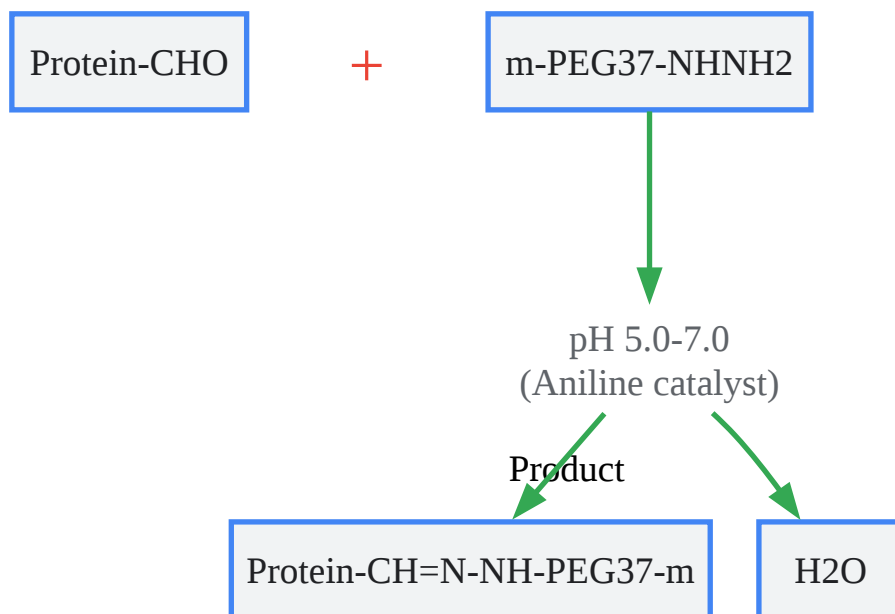 Protein-CHO
+
m-PEG37-NHNH2
pH 5.0-7.0
(Aniline catalyst)
Product
Protein-CH=N-NH-PEG37-m
H2O